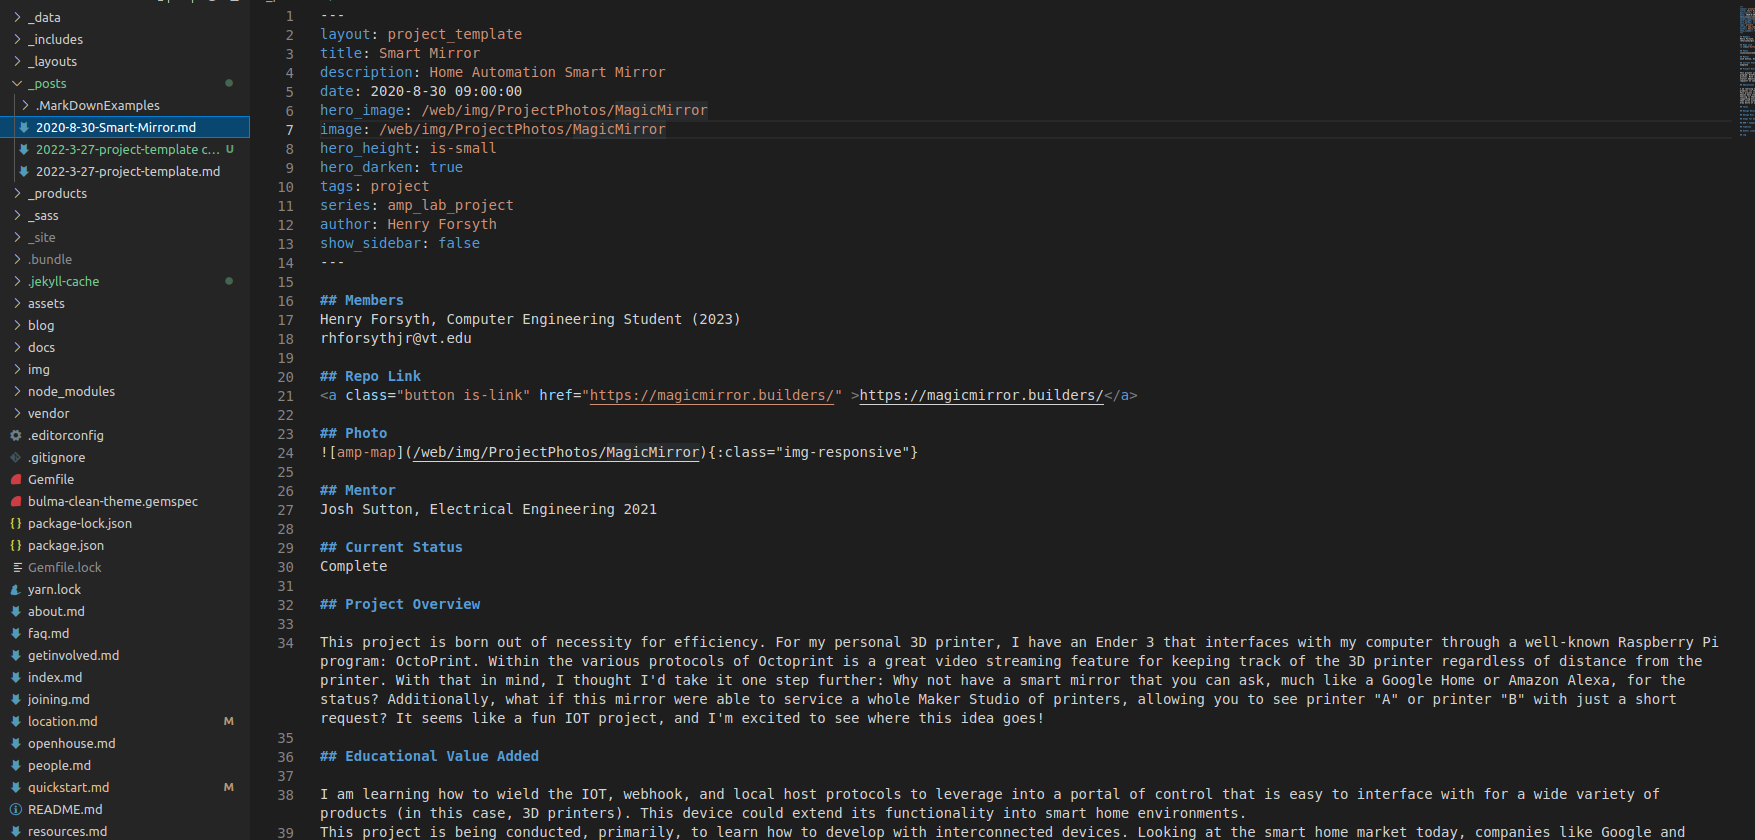 _data
_includes
_layouts
_posts
.MarkDownExamples
2020-8-30-Smart-Mirror.md
2022-3-27-project-template c... U
2022-3-27-project-template.md
_products
_sass
_site
.bundle
.jekyll-cache
assets
blog
docs
img
node_modules
vendor
.editorconfig
.gitignore
Gemfile
bulma-clean-theme.gemspec
package-lock.json
package.json
Gemfile.lock
yarn.lock
about.md
faq.md
getinvolved.md
index.md
joining.md
location.md M
openhouse.md
people.md
quickstart.md M
README.md
resources.md
1 ---
2 layout: project_template
3 title: Smart Mirror
4 description: Home Automation Smart Mirror
5 date: 2020-8-30 09:00:00
6 hero_image: /web/img/ProjectPhotos/MagicMirror
7 image: /web/img/ProjectPhotos/MagicMirror
8 hero_height: is-small
9 hero_darken: true
10 tags: project
11 series: amp_lab_project
12 author: Henry Forsyth
13 show_sidebar: false
14 ---
15
16 ## Members
17 Henry Forsyth, Computer Engineering Student (2023)
18 rhforsythjr@vt.edu
19
20 ## Repo Link
21 <a class="button is-link" href="https://magicmirror.builders/" >https://magicmirror.builders/</a>
22
23 ## Photo
24 ![amp-map](/web/img/ProjectPhotos/MagicMirror){:class="img-responsive"}
25
26 ## Mentor
27 Josh Sutton, Electrical Engineering 2021
28
29 ## Current Status
30 Complete
31
32 ## Project Overview
33
34 This project is born out of necessity for efficiency. For my personal 3D printer, I have an Ender 3 that interfaces with my computer through a well-known Raspberry Pi
program: OctoPrint. Within the various protocols of Octoprint is a great video streaming feature for keeping track of the 3D printer regardless of distance from the
printer. With that in mind, I thought I'd take it one step further: Why not have a smart mirror that you can ask, much like a Google Home or Amazon Alexa, for the
status? Additionally, what if this mirror were able to service a whole Maker Studio of printers, allowing you to see printer "A" or printer "B" with just a short
request? It seems like a fun IOT project, and I'm excited to see where this idea goes!
35
36 ## Educational Value Added
37
38 I am learning how to wield the IOT, webhook, and local host protocols to leverage into a portal of control that is easy to interface with for a wide variety of
products (in this case, 3D printers). This device could extend its functionality into smart home environments.
39 This project is being conducted, primarily, to learn how to develop with interconnected devices. Looking at the smart home market today, companies like Google and